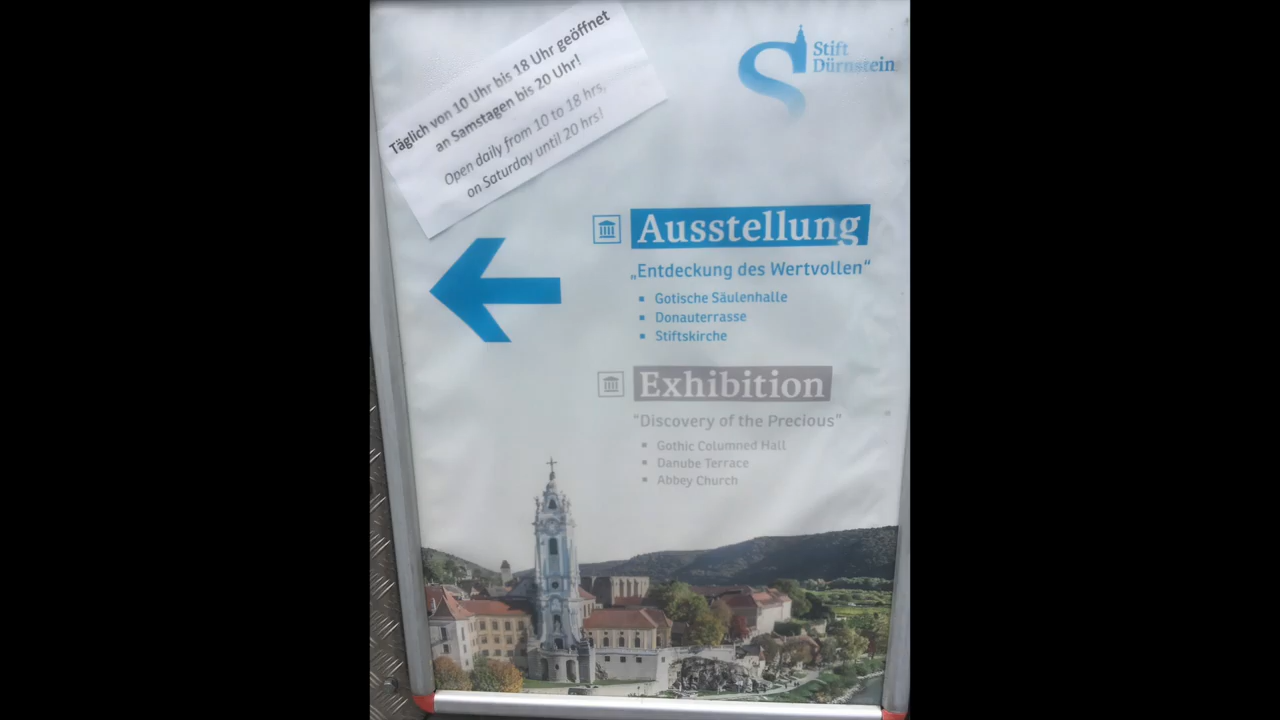 Täglich von 10 Uhr bis 18 Uhr geöffnet
an Samstagen bis 20 Uhr!
Open daily from 10 to 18 hrs,
on Saturday until 20 hrs!
Stift
Dürnstein
Ausstellung
„Entdeckung des Wertvollen“
▪ Gotische Säulenhalle
▪ Donauterrasse
▪ Stiftskirche
Exhibition
“Discovery of the Precious”
▪ Gothic Columned Hall
▪ Danube Terrace
▪ Abbey Church